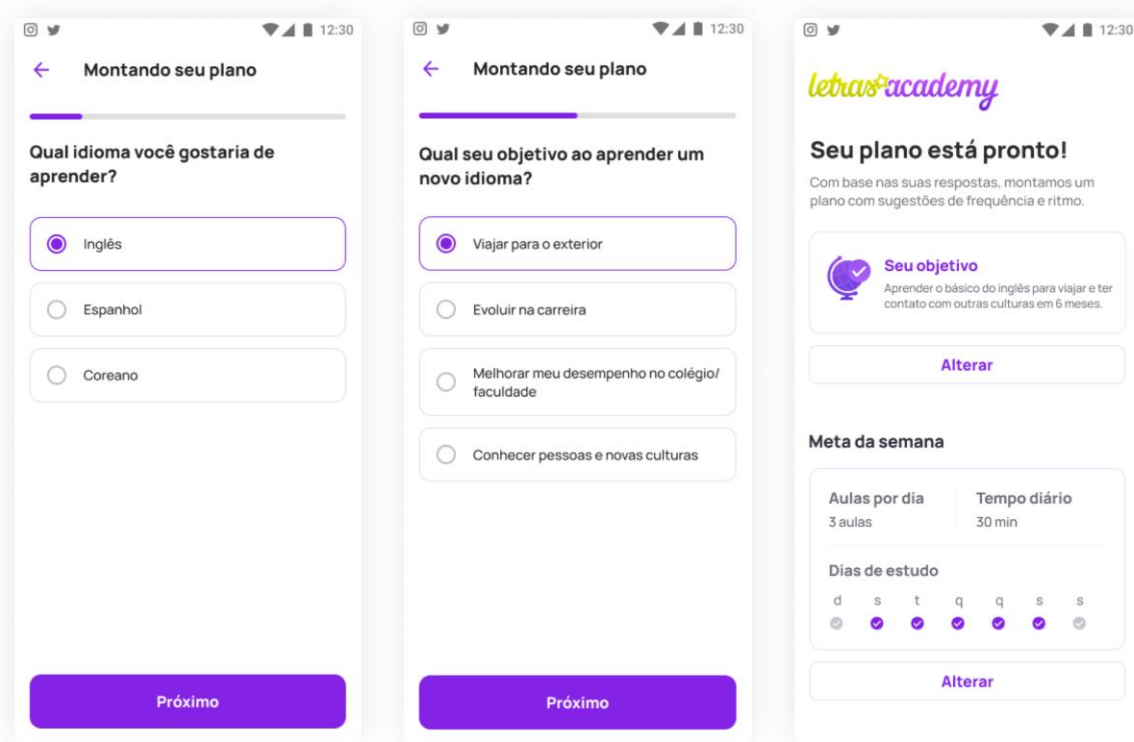 12:30
Montando seu plano
Qual idioma você gostaria de
aprender?
Inglês
Espanhol
Coreano
Próximo
12:30
Montando seu plano
Qual seu objetivo ao aprender um
novo idioma?
Viajar para o exterior
Evoluir na carreira
Melhorar meu desempenho no colégio/
faculdade
Conhecer pessoas e novas culturas
Próximo
12:30
letras academy
Seu plano está pronto!
Com base nas suas respostas, montamos um
plano com sugestões de frequência e ritmo.
Seu objetivo
Aprender o básico do inglês para viajar e ter
contato com outras culturas em 6 meses.
Alterar
Meta da semana
Aulas por dia Tempo diário
3 aulas 30 min
Dias de estudo
d s t q q s s
Alterar